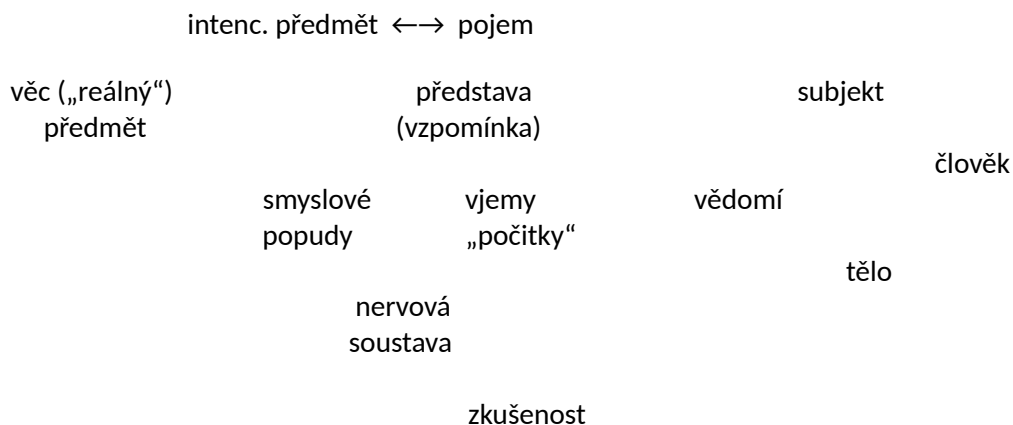 intenc. předmět ←→ pojem
věc („reálný“) představa subjekt
předmět (vzpomínka)
člověk
smyslové vjemy vědomí
popudy „počitky“
tělo
nervová
soustava
zkušenost